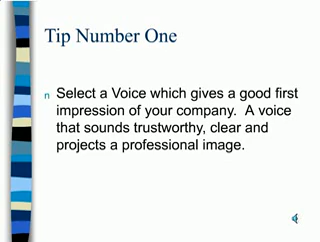 Tip Number One
Select a Voice which gives a good first
impression of your company.  A voice
that sounds trustworthy, clear and
projects a professional image.